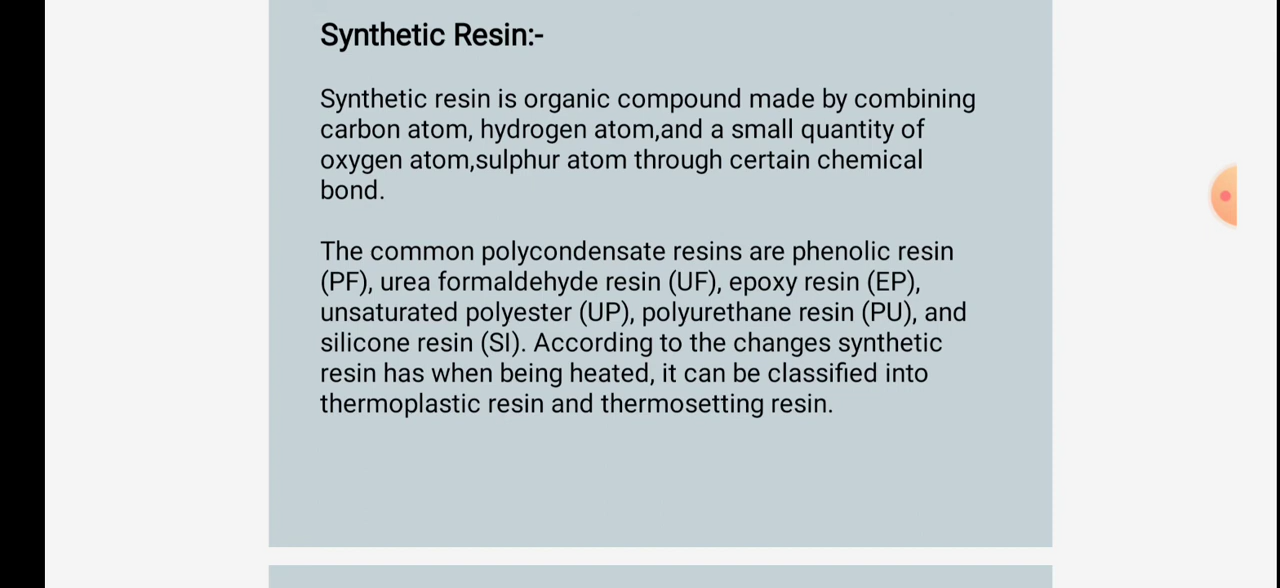 Synthetic Resin:-
Synthetic resin is organic compound made by combining
carbon atom, hydrogen atom,and a small quantity of
oxygen atom,sulphur atom through certain chemical
bond.
The common polycondensate resins are phenolic resin
(PF), urea formaldehyde resin (UF), epoxy resin (EP),
unsaturated polyester (UP), polyurethane resin (PU), and
silicone resin (SI). According to the changes synthetic
resin has when being heated, it can be classified into
thermoplastic resin and thermosetting resin.